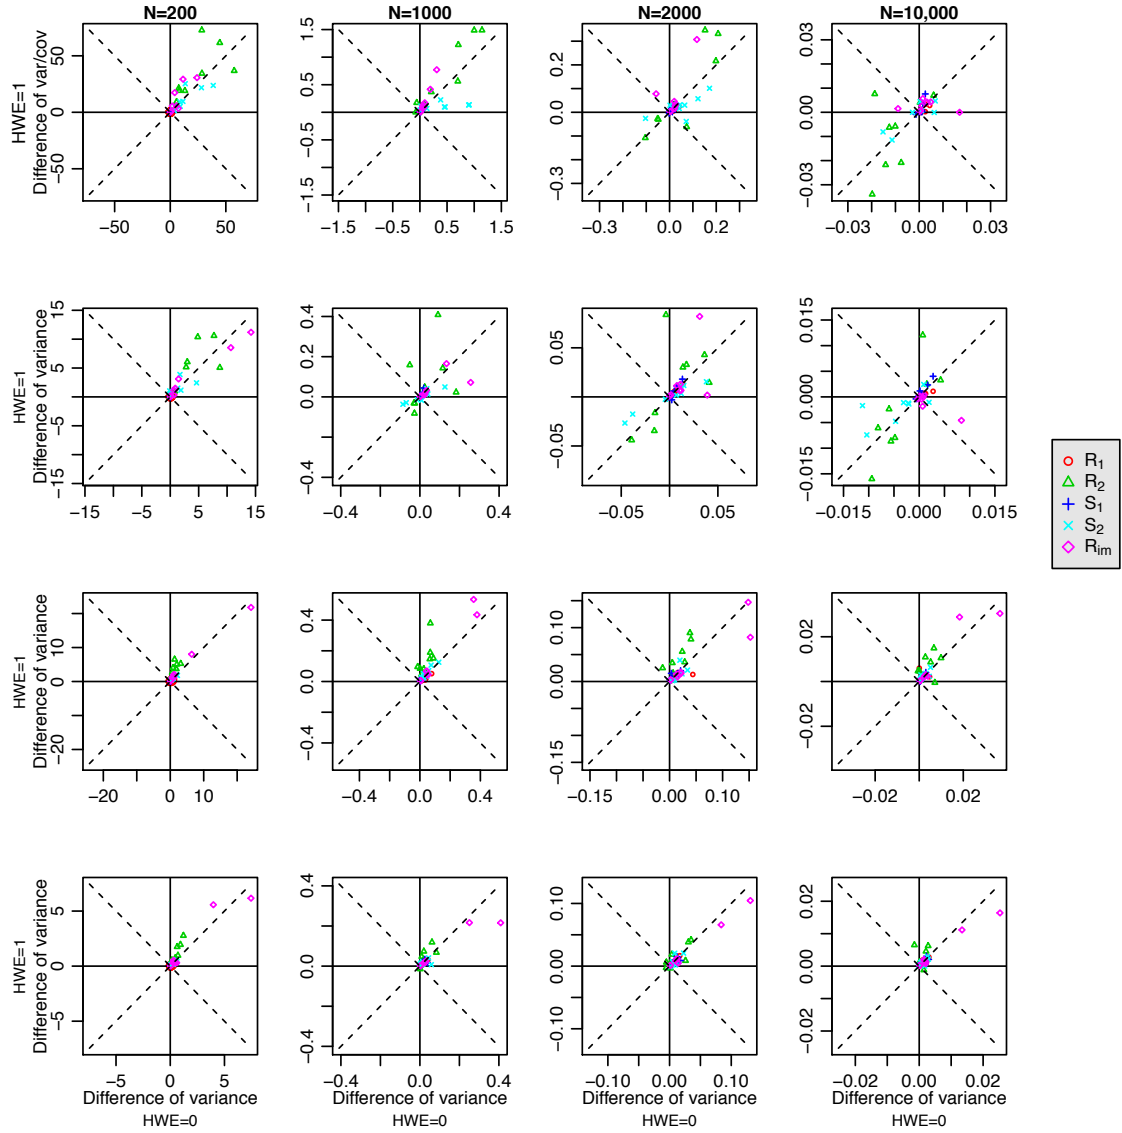 N=200 N=1000 N=2000 N=10,000
HWE=1
Difference of var/cov
50
0
−50
1.5
0.5
−0.5
−1.5
0.2
0.0
−0.3
0.03
0.00
−0.03
−50 0 50
−1.5 −0.5 0.5 1.5
−0.3 0.0 0.2
−0.03 0.00 0.03
HWE=1
Difference of variance
15
5
−5
−15
0.4
0.2
0.0
−0.4
0.05
−0.05
0.015
0.000
−0.015
−15 −5 5 15
−0.4 0.0 0.4
−0.05 0.05
−0.015 0.000 0.015
R1
R2
S1
S2
Rim
HWE=1
Difference of variance
10
0
−20
0.4
0.0
−0.4
0.10
0.00
−0.15
0.02
−0.02
−20 0 10
−0.4 0.0 0.4
−0.15 0.00 0.10
−0.02 0.02
HWE=1
Difference of variance
5
0
−5
0.4
0.0
−0.4
0.10
0.00
−0.10
0.02
0.00
−0.02
−5 0 5
−0.4 0.0 0.2 0.4
−0.10 0.00 0.10
−0.02 0.00 0.02
Difference of variance Difference of variance Difference of variance Difference of variance
HWE=0 HWE=0 HWE=0 HWE=0